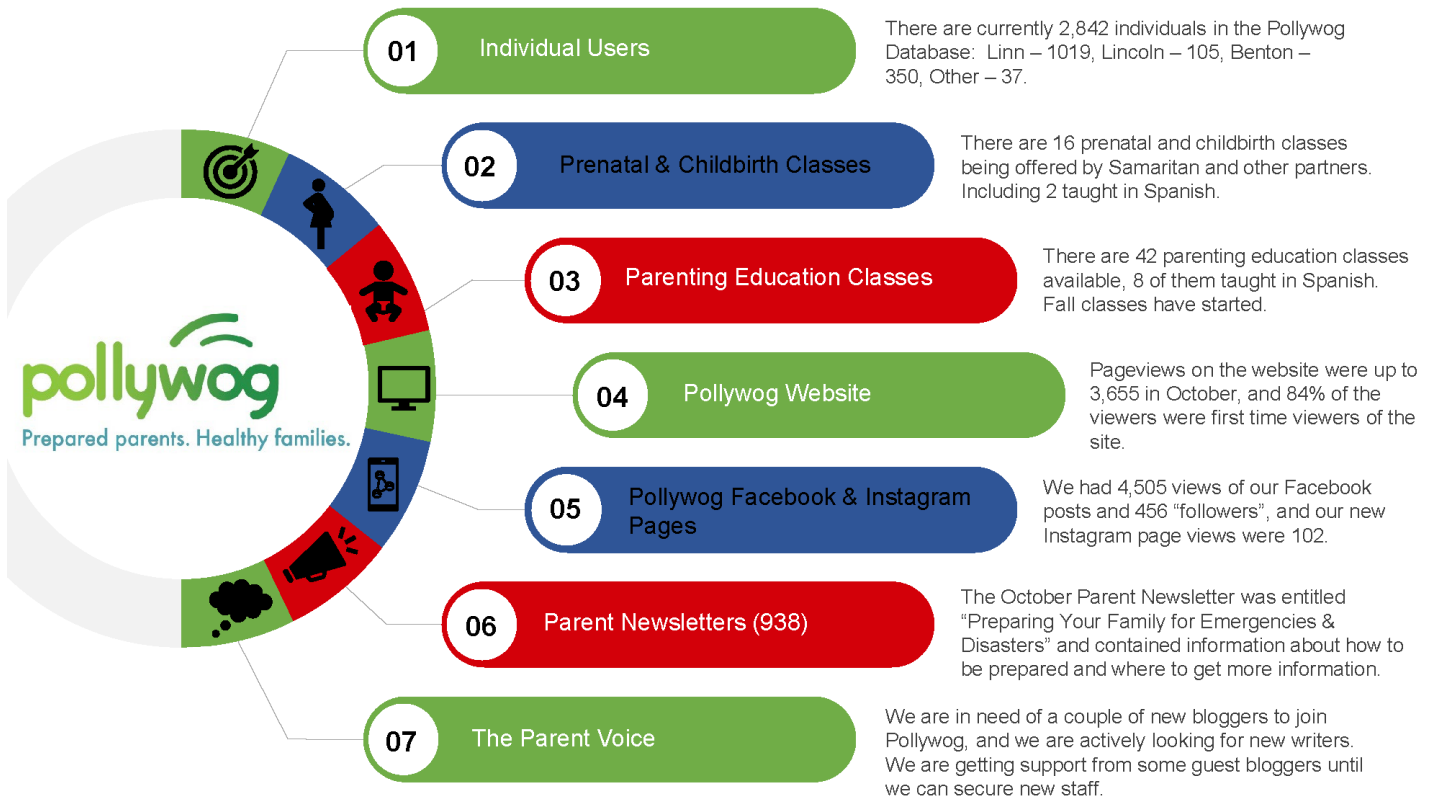 01
Individual Users
There are currently 2,842 individuals in the Pollywog
Database:  Linn – 1019, Lincoln – 105, Benton –
350, Other – 37.
02
Prenatal & Childbirth Classes
There are 16 prenatal and childbirth classes
being offered by Samaritan and other partners.
Including 2 taught in Spanish.
03
Parenting Education Classes
There are 42 parenting education classes
available, 8 of them taught in Spanish.
Fall classes have started.
pollywog
Prepared parents. Healthy families.
04
Pollywog Website
Pageviews on the website were up to
3,655 in October, and 84% of the
viewers were first time viewers of the
site.
05
Pollywog Facebook & Instagram
Pages
We had 4,505 views of our Facebook
posts and 456 “followers”, and our new
Instagram page views were 102.
06
Parent Newsletters (938)
The October Parent Newsletter was entitled
“Preparing Your Family for Emergencies &
Disasters” and contained information about how to
be prepared and where to get more information.
07
The Parent Voice
We are in need of a couple of new bloggers to join
Pollywog, and we are actively looking for new writers.
We are getting support from some guest bloggers until
we can secure new staff.